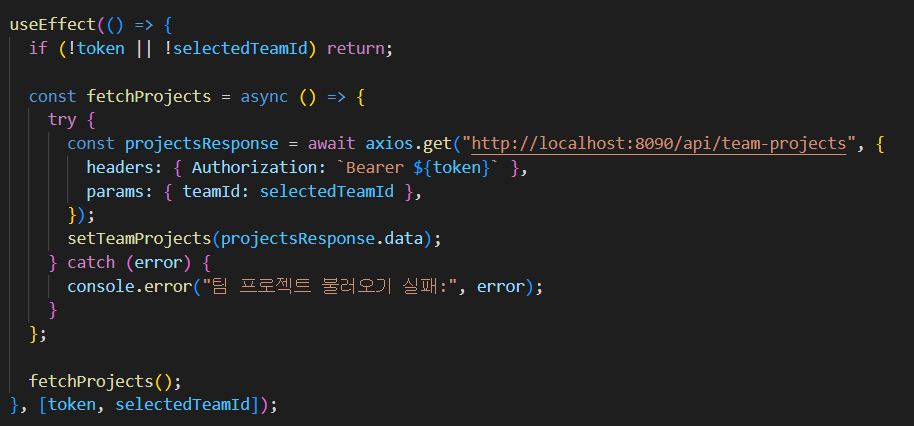 useEffect(() => {
  if (!token || !selectedTeamId) return;

  const fetchProjects = async () => {
    try {
      const projectsResponse = await axios.get("http://localhost:8090/api/team-projects", {
        headers: { Authorization: `Bearer ${token}` },
        params: { teamId: selectedTeamId },
      });
      setTeamProjects(projectsResponse.data);
    } catch (error) {
      console.error("팀 프로젝트 불러오기 실패:", error);
    }
  };

  fetchProjects();
}, [token, selectedTeamId]);